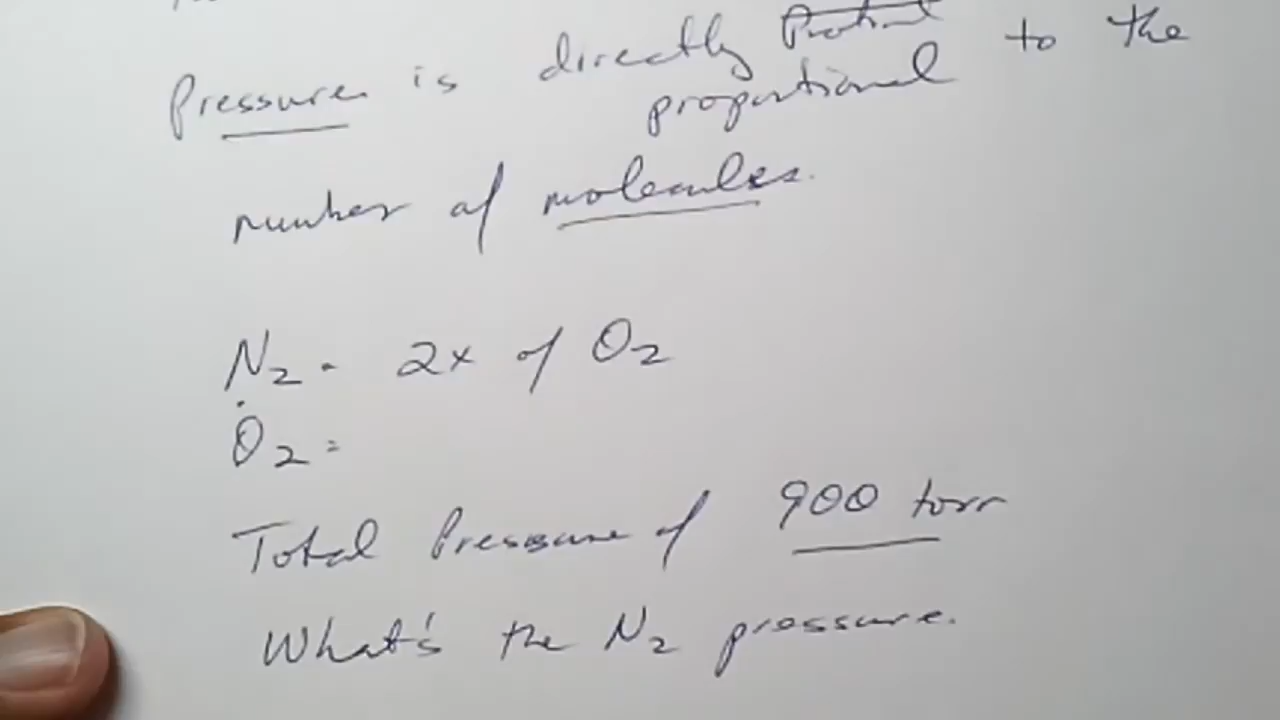 Pressure is directly proportional to the
number of molecules.
N2 - 2x of O2
O2 =
Total Pressure of 900 torr
What's the N2 pressure.